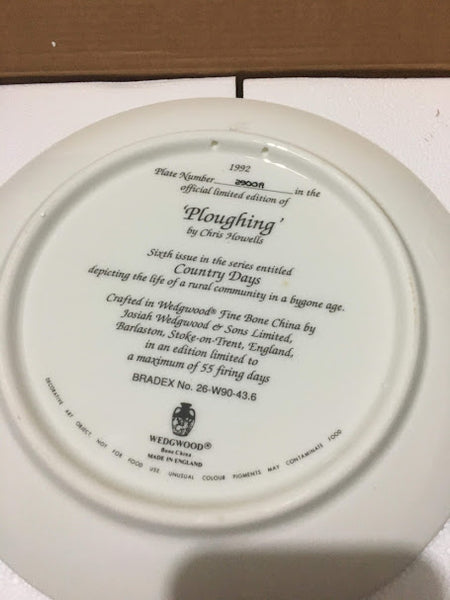 1992
Plate Number in the
official limited edition of
'Ploughing'
by Chris Howells
Sixth issue in the series entitled
Country Days
depicting the life of a rural community in a bygone age.
Crafted in Wedgwood® Fine Bone China by
Josiah Wedgwood & Sons Limited,
Barlaston, Stoke-on-Trent, England,
in an edition limited to
a maximum of 55 firing days
BRADEX No. 26-W90-43.6
WEDGWOOD®
Bone China
MADE IN ENGLAND
DECORATIVE ART OBJECT. NOT FOR FOOD USE. UNUSUAL COLOUR PIGMENTS MAY CONTAMINATE FOOD